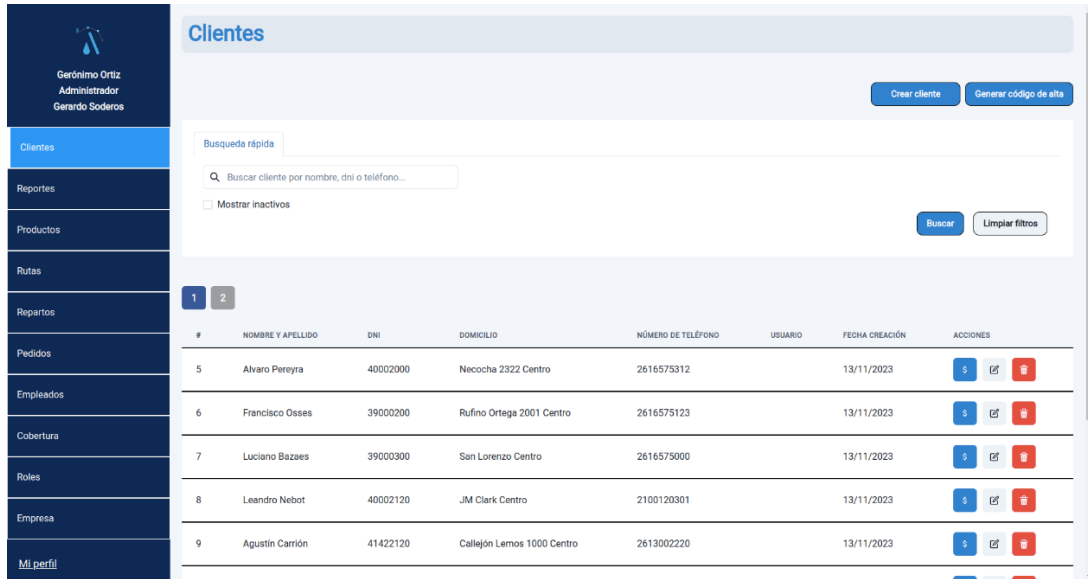 Gerónimo Ortiz
Administrador
Gerardo Soderos
Clientes
Reportes
Productos
Rutas
Repartos
Pedidos
Empleados
Cobertura
Roles
Empresa
Mi perfil
Clientes
Crear cliente Generar código de alta
Busqueda rápida
Buscar cliente por nombre, dni o teléfono...
Mostrar inactivos
Buscar Limpiar filtros
1 2
# NOMBRE Y APELLIDO DNI DOMICILIO NÚMERO DE TELÉFONO USUARIO FECHA CREACIÓN ACCIONES
5 Alvaro Pereyra 40002000 Necocha 2322 Centro 2616575312 13/11/2023 $
6 Francisco Osses 39000200 Rufino Ortega 2001 Centro 2616575123 13/11/2023 $
7 Luciano Bazaes 39000300 San Lorenzo Centro 2616575000 13/11/2023 $
8 Leandro Nebot 40002120 JM Clark Centro 2100120301 13/11/2023 $
9 Agustín Carrión 41422120 Callejón Lemos 1000 Centro 2613002220 13/11/2023 $